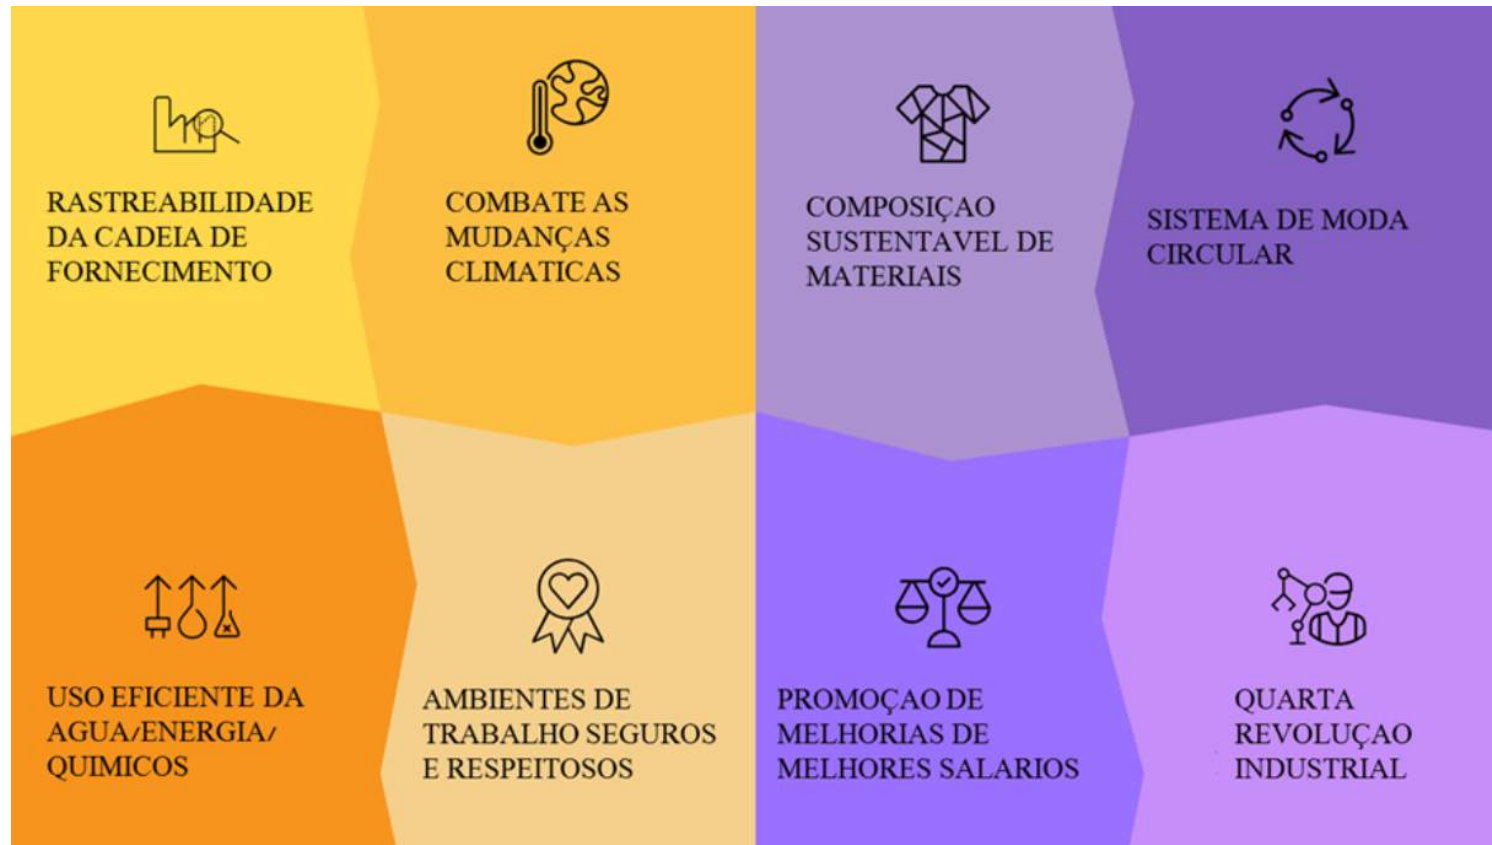 RASTREABILIDADE
DA CADEIA DE
FORNECIMENTO
COMBATE AS
MUDANÇAS
CLIMATICAS
COMPOSIÇAO
SUSTENTAVEL DE
MATERIAIS
SISTEMA DE MODA
CIRCULAR
USO EFICIENTE DA
AGUA/ENERGIA/
QUIMICOS
AMBIENTES DE
TRABALHO SEGUROS
E RESPEITOSOS
PROMOÇAO DE
MELHORIAS DE
MELHORES SALARIOS
QUARTA
REVOLUÇAO
INDUSTRIAL